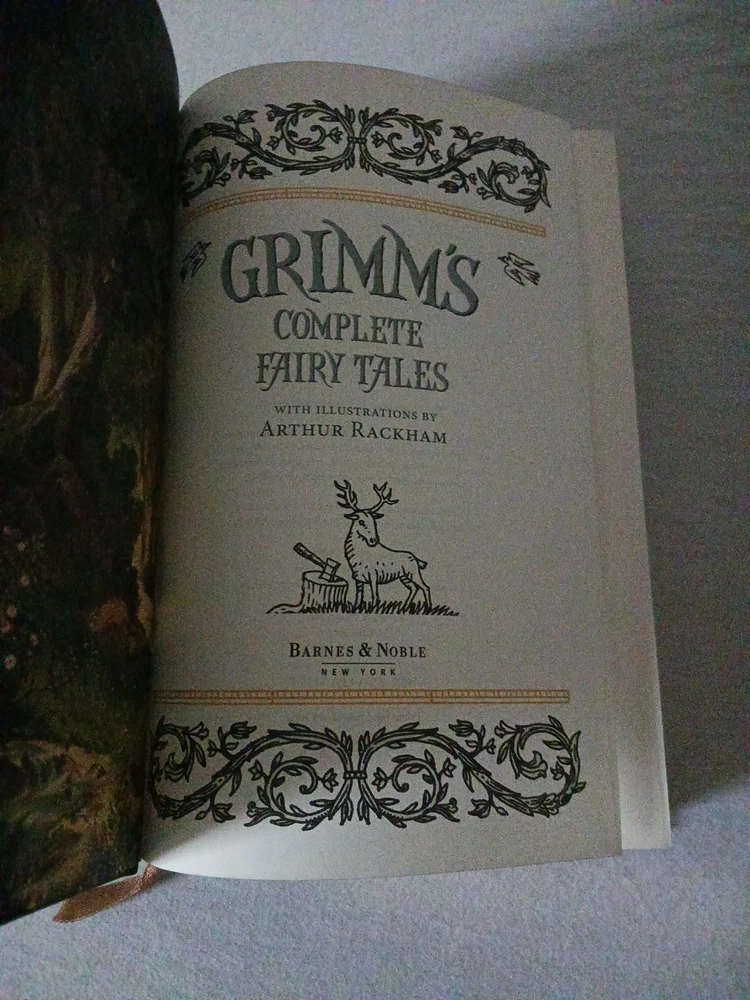 GRIMM'S
COMPLETE
FAIRY TALES
WITH ILLUSTRATIONS BY
ARTHUR RACKHAM
BARNES & NOBLE
NEW YORK